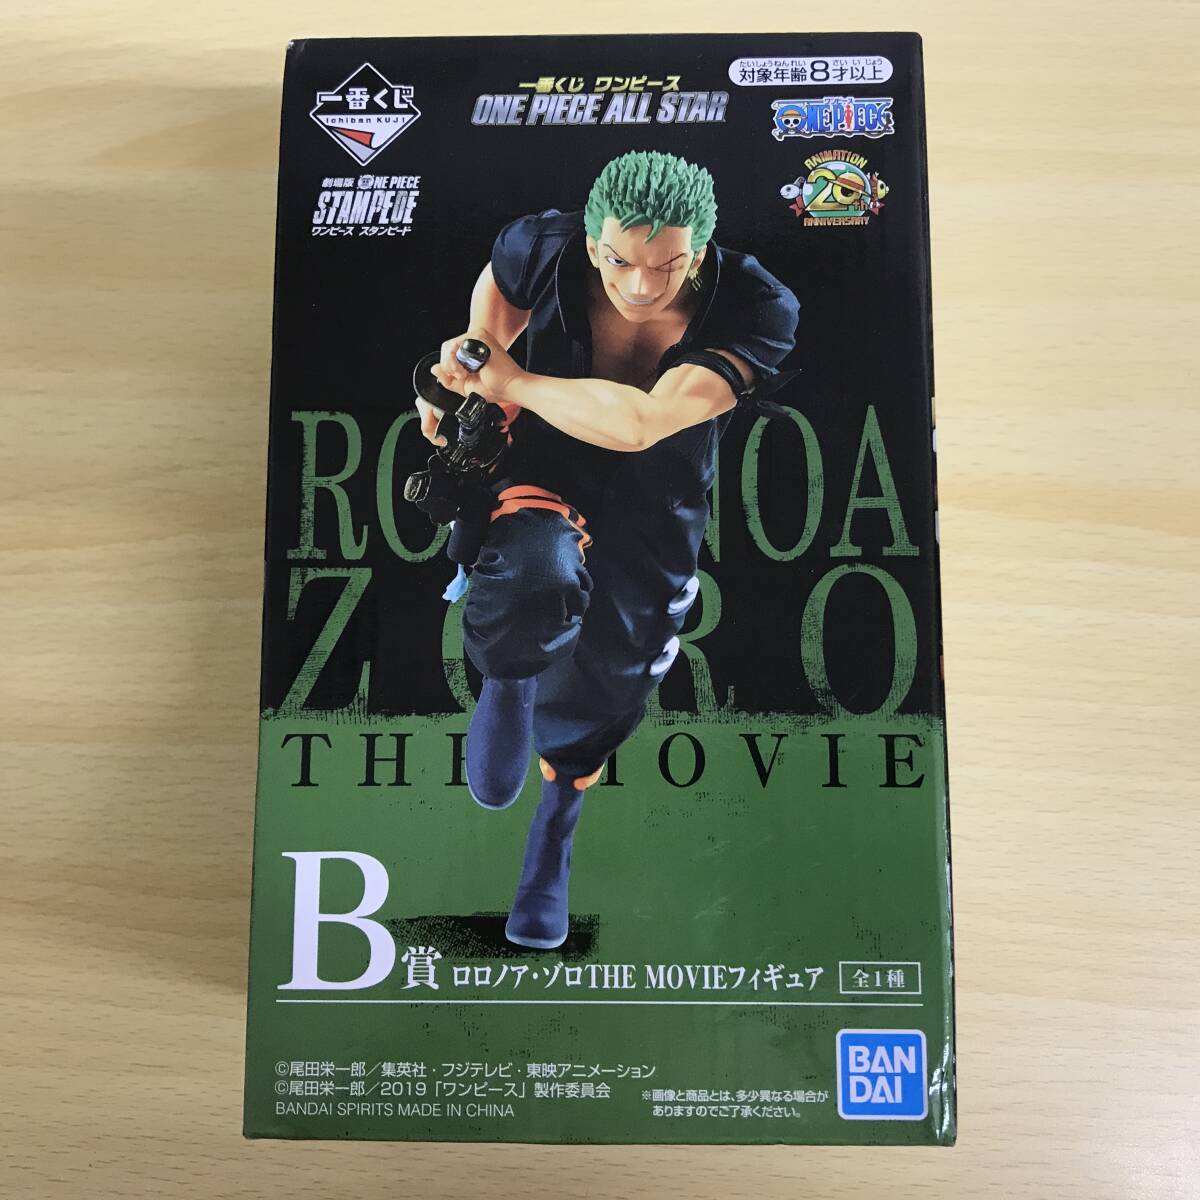 一番くじ
Ichiban KUJI
劇場版 ONE PIECE
STAMPEDE
ワンピース スタンピード
一番くじ ワンピース
ONE PIECE ALL STAR
たいしょうねんれい さい いじょう
対象年齢8才以上
ワンピース
ONE PIECE
ANIMATION
20th
ANNIVERSARY
RO NOA
Z RO
THE MOVIE
B賞 ロロノア・ゾロTHE MOVIEフィギュア 全1種
©尾田栄一郎／集英社・フジテレビ・東映アニメーション
©尾田栄一郎／2019「ワンピース」製作委員会
BANDAI SPIRITS MADE IN CHINA
※画像と商品とは、多少異なる場合が
ありますのでご了承ください。
BAN
DAI